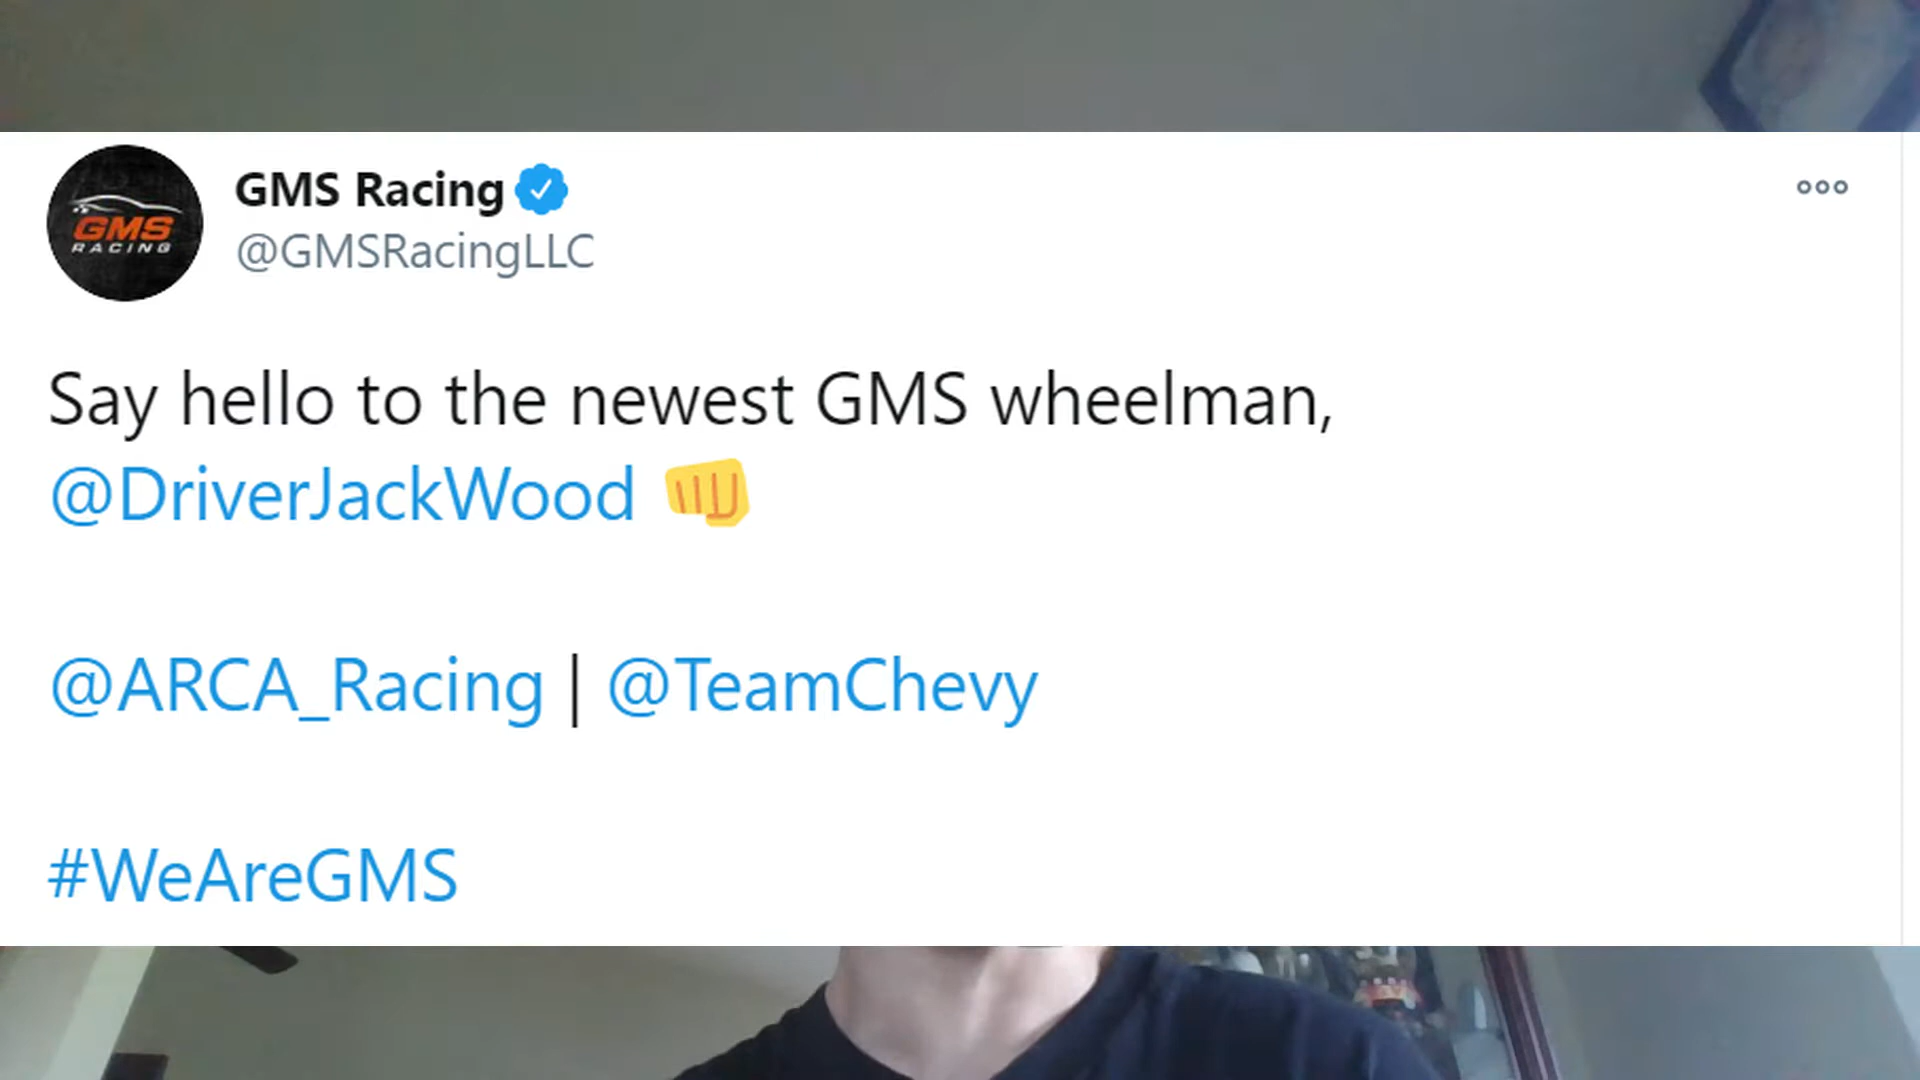 GMS Racing
@GMSRacingLLC
GMS
RACING
Say hello to the newest GMS wheelman,
@DriverJackWood 👊
@ARCA_Racing | @TeamChevy
#WeAreGMS